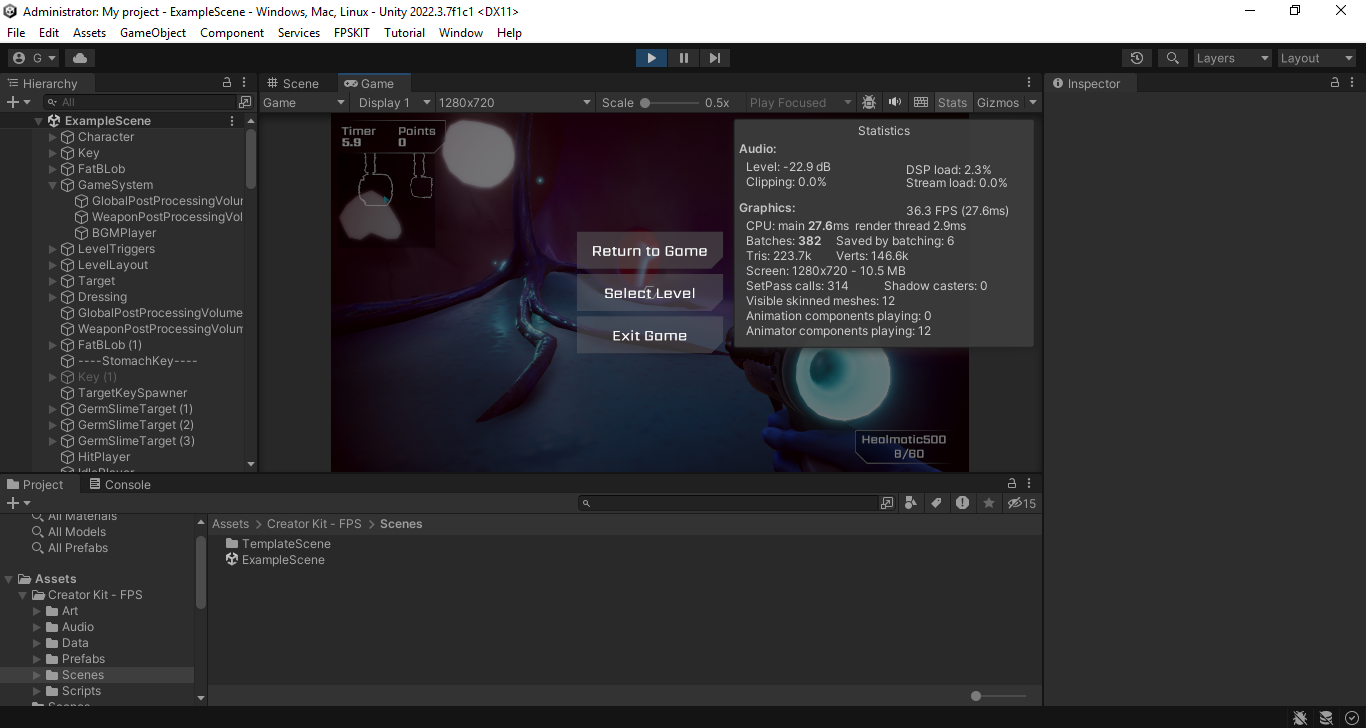 Administrator: My project - ExampleScene - Windows, Mac, Linux - Unity 2022.3.7f1c1 <DX11>
File Edit Assets GameObject Component Services FPSKIT Tutorial Window Help
G Layers Layout
Hierarchy
All
ExampleScene
Character
Key
FatBLob
GameSystem
GlobalPostProcessingVolur
WeaponPostProcessingVol
BGMPlayer
LevelTriggers
LevelLayout
Target
Dressing
GlobalPostProcessingVolume
WeaponPostProcessingVolum
FatBLob (1)
----StomachKey----
Key (1)
TargetKeySpawner
GermSlimeTarget (1)
GermSlimeTarget (2)
GermSlimeTarget (3)
HitPlayer
IdlePlayer
Scene Game
Game Display 1 1280x720 Scale 0.5x Play Focused Stats Gizmos
Timer Points
5.9 0
Return to Game
Select Level
Exit Game
Healmatic500
8/60
Statistics
Audio:
Level: -22.9 dB DSP load: 2.3%
Clipping: 0.0% Stream load: 0.0%
Graphics: 36.3 FPS (27.6ms)
CPU: main 27.6ms render thread 2.9ms
Batches: 382 Saved by batching: 6
Tris: 223.7k Verts: 146.6k
Screen: 1280x720 - 10.5 MB
SetPass calls: 314 Shadow casters: 0
Visible skinned meshes: 12
Animation components playing: 0
Animator components playing: 12
Inspector
Project Console
15
All Materials
All Models
All Prefabs
Assets
Creator Kit - FPS
Art
Audio
Data
Prefabs
Scenes
Scripts
Scenes
Assets > Creator Kit - FPS > Scenes
TemplateScene
ExampleScene